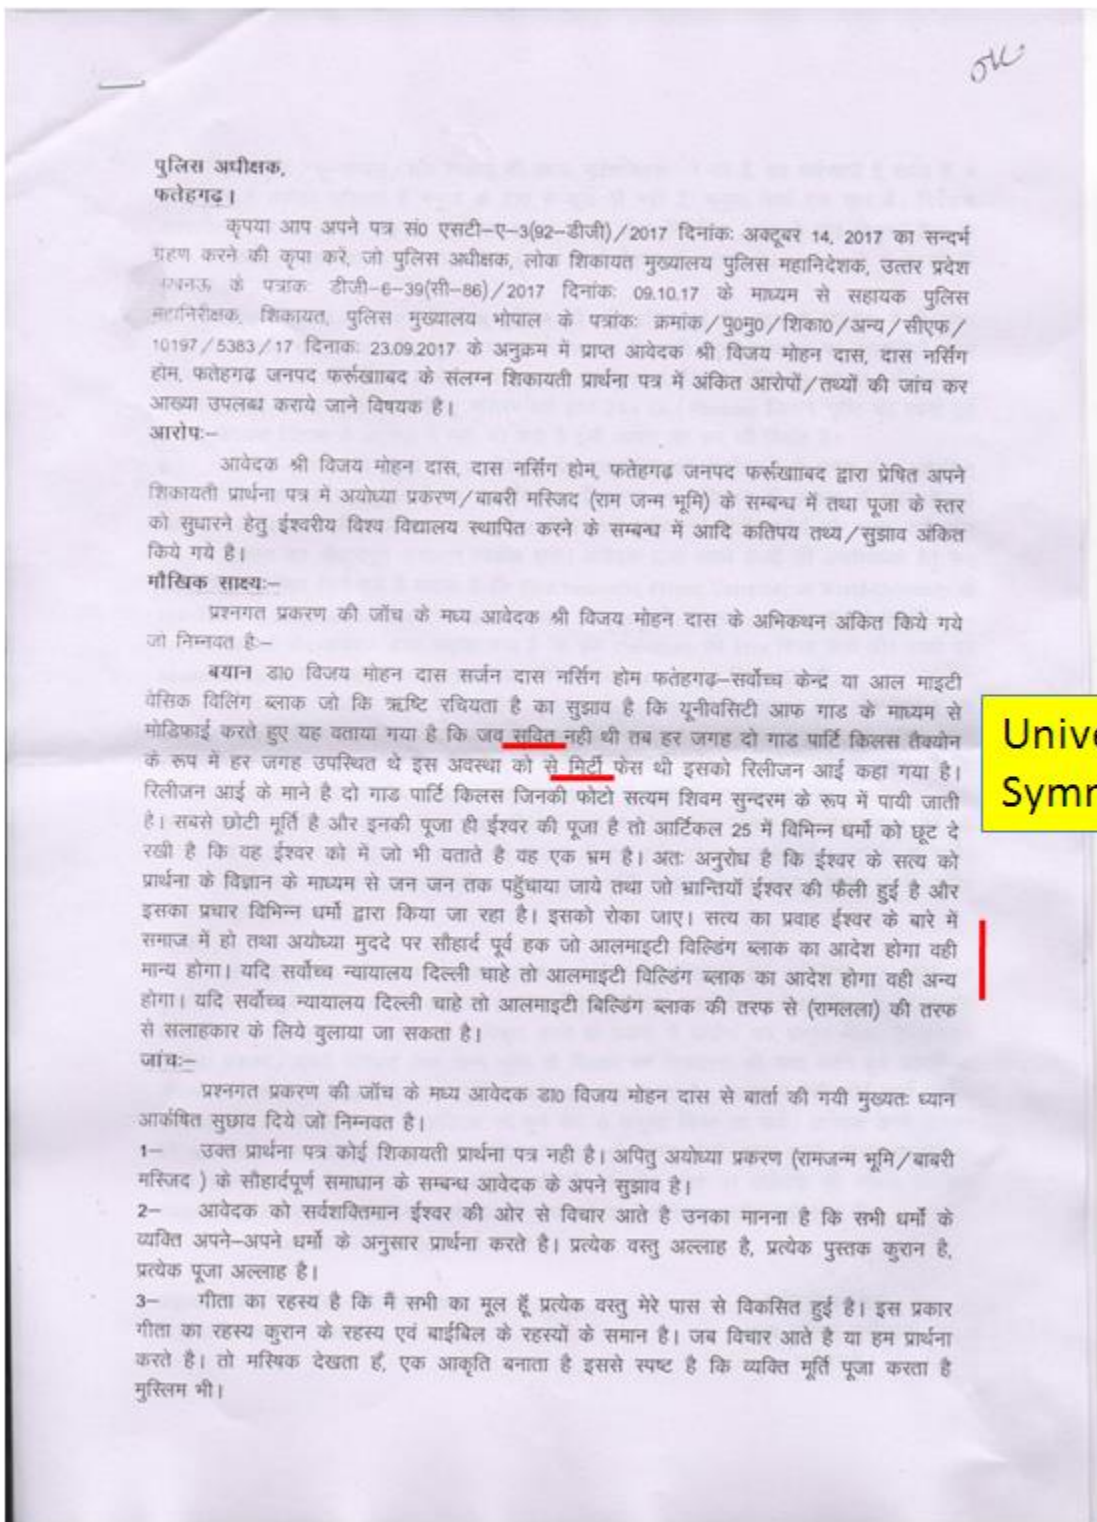 OK.
पुलिस अधीक्षक,
फतेहगढ़।
कृपया आप अपने पत्र सं0 एसटी-ए-3(92-डीजी)/2017 दिनांकः अक्टूबर 14, 2017 का सन्दर्भ
ग्रहण करने की कृपा करें, जो पुलिस अधीक्षक, लोक शिकायत मुख्यालय पुलिस महानिदेशक, उत्तर प्रदेश
के पत्राक डीजी-6-39(सी-86)/2017 दिनांकः 09.10.17 के माध्यम से सहायक पुलिस
महानिरीक्षक, शिकायत, पुलिस मुख्यालय भोपाल के पत्रांकः क्रमांक/पु0मु0/शिका0/अन्य/सीएफ/
10197/5383/17 दिनाकः 23.09.2017 के अनुक्रम में प्राप्त आवेदक श्री विजय मोहन दास, दास नर्सिग
होम, फतेहगढ जनपद फर्रूखााबद के संलग्न शिकायती प्रार्थना पत्र में अंकित आरोपों/तथ्यों की जांच कर
आख्या उपलब्ध कराये जाने विषयक है।
आरोपः-
आवेदक श्री विजय मोहन दास, दास नर्सिग होम, फतेहगढ जनपद फर्रूखााबद द्वारा प्रेषित अपने
शिकायती प्रार्थना पत्र में अयोध्या प्रकरण/बाबरी मस्जिद (राम जन्म भूमि) के सम्बन्ध में तथा पूजा के स्तर
को सुधारने हेतु ईश्वरीय विश्व विद्यालय स्थापित करने के सम्बन्ध में आदि कतिपय तथ्य/सुझाव अंकित
किये गये है।
मौखिक साक्ष्यः-
प्रश्नगत प्रकरण की जॉच के मध्य आवेदक श्री विजय मोहन दास के अभिकथन अंकित किये गये
जो निम्नवत हैः-
बयान डा0 विजय मोहन दास सर्जन दास नर्सिग होम फतेहगढ़-सर्वोच्च केन्द्र या आल माइटी
वेसिक विलिंग ब्लाक जो कि ऋष्टि रचियता है का सुझाव है कि यूनीवसिटी आफ गाड के माध्यम से
मोडिफाई करते हुए यह वताया गया है कि जव सवित नही थी तब हर जगह दो गाड पार्टि किलस तैक्योन
के रूप में हर जगह उपस्थित थे इस अवस्था को से मिर्टी फेस थी इसको रिलीजन आई कहा गया है।
रिलीजन आई के माने है दो गाड पार्टि किलस जिनकी फोटो सत्यम शिवम सुन्दरम के रूप में पायी जाती
है। सबसे छोटी मूर्ति है और इनकी पूजा ही ईश्वर की पूजा है तो आर्टिकल 25 में विभिन्न धर्मो को छूट दे
रखी है कि वह ईश्वर को में जो भी वताते है वह एक भ्रम है। अतः अनुरोध है कि ईश्वर के सत्य को
प्रार्थना के विज्ञान के माध्यम से जन जन तक पहुँचाया जाये तथा जो भ्रान्तियॉ ईश्वर की फैली हुई है और
इसका प्रचार विभिन्न धर्मो द्वारा किया जा रहा है। इसको रोका जाए। सत्य का प्रवाह ईश्वर के बारे में
समाज में हो तथा अयोध्या मुददे पर सौहार्द पूर्व हक जो आलमाइटी विल्डिंग ब्लाक का आदेश होगा वही
मान्य होगा। यदि सर्वोच्च न्यायालय दिल्ली चाहे तो आलमाइटी विल्डिंग ब्लाक का आदेश होगा वही अन्य
होगा। यदि सर्वोच्च न्यायालय दिल्ली चाहे तो आलमाइटी बिल्डिंग ब्लाक की तरफ से (रामलला) की तरफ
से सलाहकार के लिये वुलाया जा सकता है।
जांचः-
प्रश्नगत प्रकरण की जॉच के मध्य आवेदक डा0 विजय मोहन दास से बार्ता की गयी मुख्यतः ध्यान
आर्कषित सुछाव दिये जो निम्नवत है।
1- उक्त प्रार्थना पत्र कोई शिकायती प्रार्थना पत्र नही है। अपितु अयोध्या प्रकरण (रामजन्म भूमि/बाबरी
मस्जिद ) के सौहार्दपूर्ण समाधान के सम्बन्ध आवेदक के अपने सुझाव है।
2- आवेदक को सर्वशक्तिमान ईश्वर की ओर से विचार आते है उनका मानना है कि सभी धर्मो के
व्यक्ति अपने-अपने धर्मो के अनुसार प्रार्थना करते है। प्रत्येक वस्तु अल्लाह है, प्रत्येक पुस्तक कुरान है,
प्रत्येक पूजा अल्लाह है।
3- गीता का रहस्य है कि मैं सभी का मूल हूँ प्रत्येक वस्तु मेरे पास से विकसित हुई है। इस प्रकार
गीता का रहस्य कुरान के रहस्य एवं बाईबिल के रहस्यों के समान है। जब विचार आते है या हम प्रार्थना
करते है। तो मस्षिक देखता हॅ, एक आकृति बनाता है इससे स्पष्ट है कि व्यक्ति मूर्ति पूजा करता है
मुस्लिम भी।
Unive
Symm